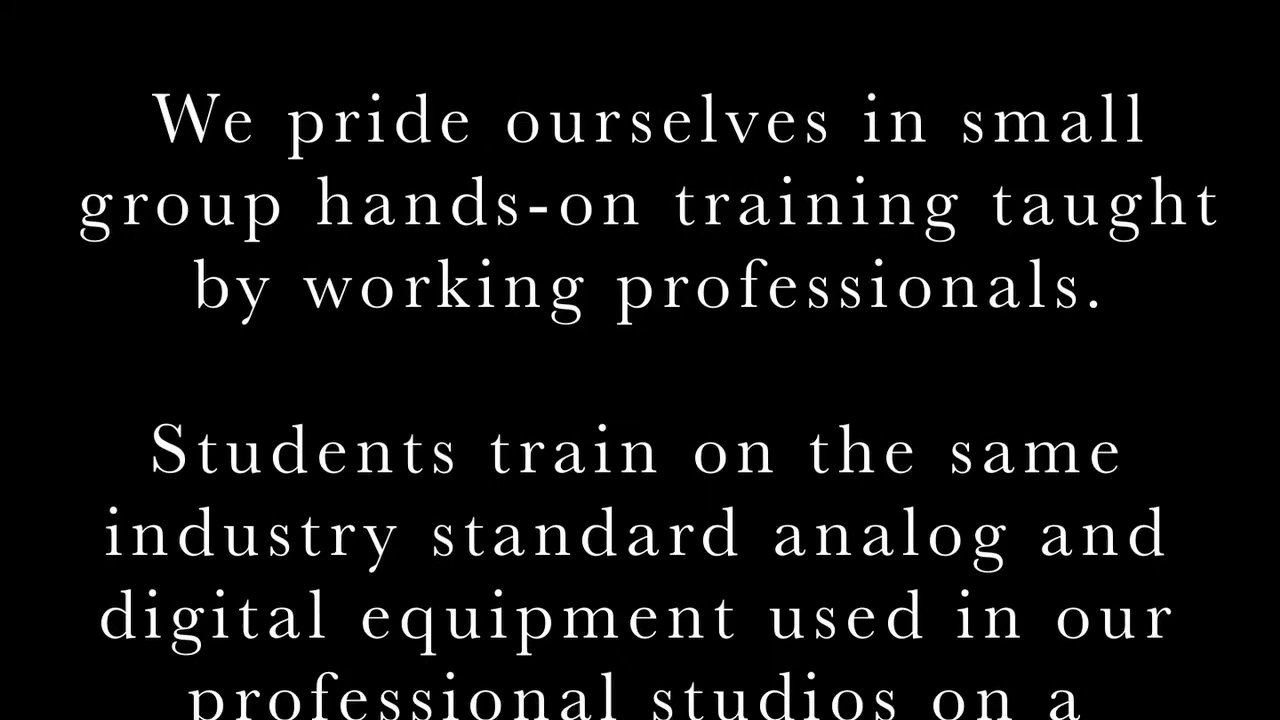 We pride ourselves in small
group hands-on training taught
by working professionals.
Students train on the same
industry standard analog and
digital equipment used in our
professional studios on a